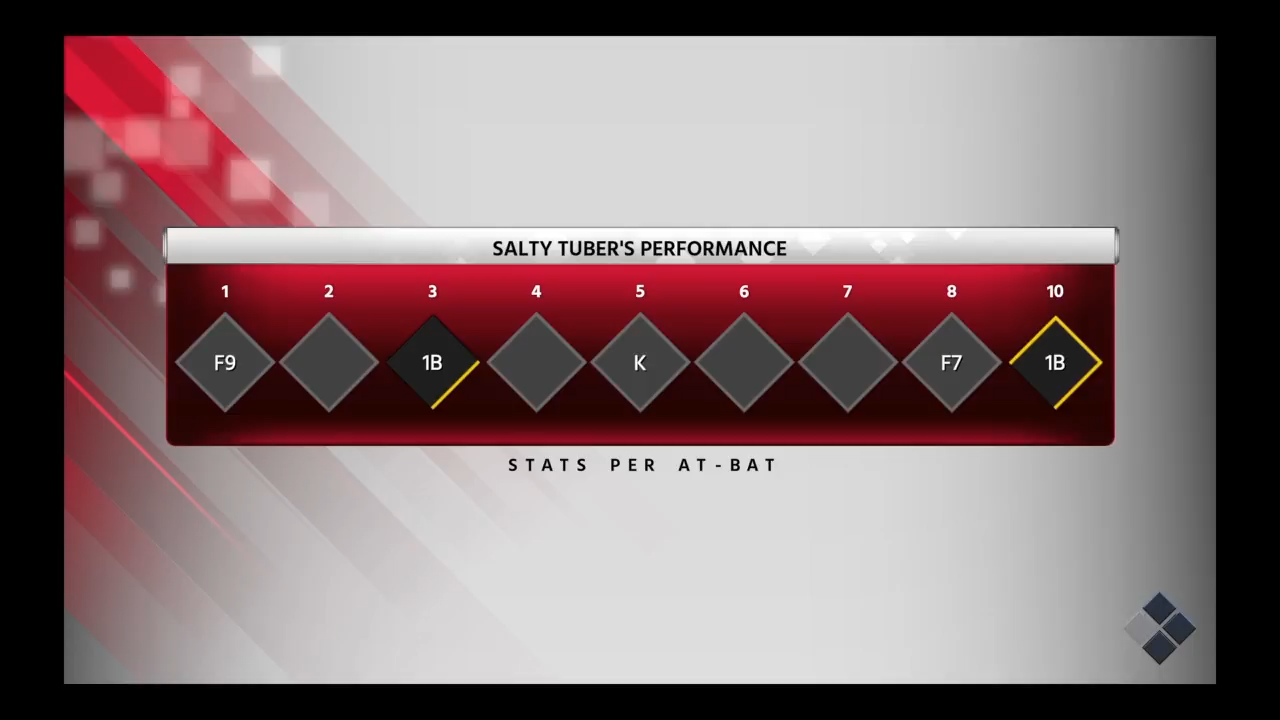 SALTY TUBER'S PERFORMANCE
1 2 3 4 5 6 7 8 10
F9 1B K F7 1B
STATS PER AT-BAT